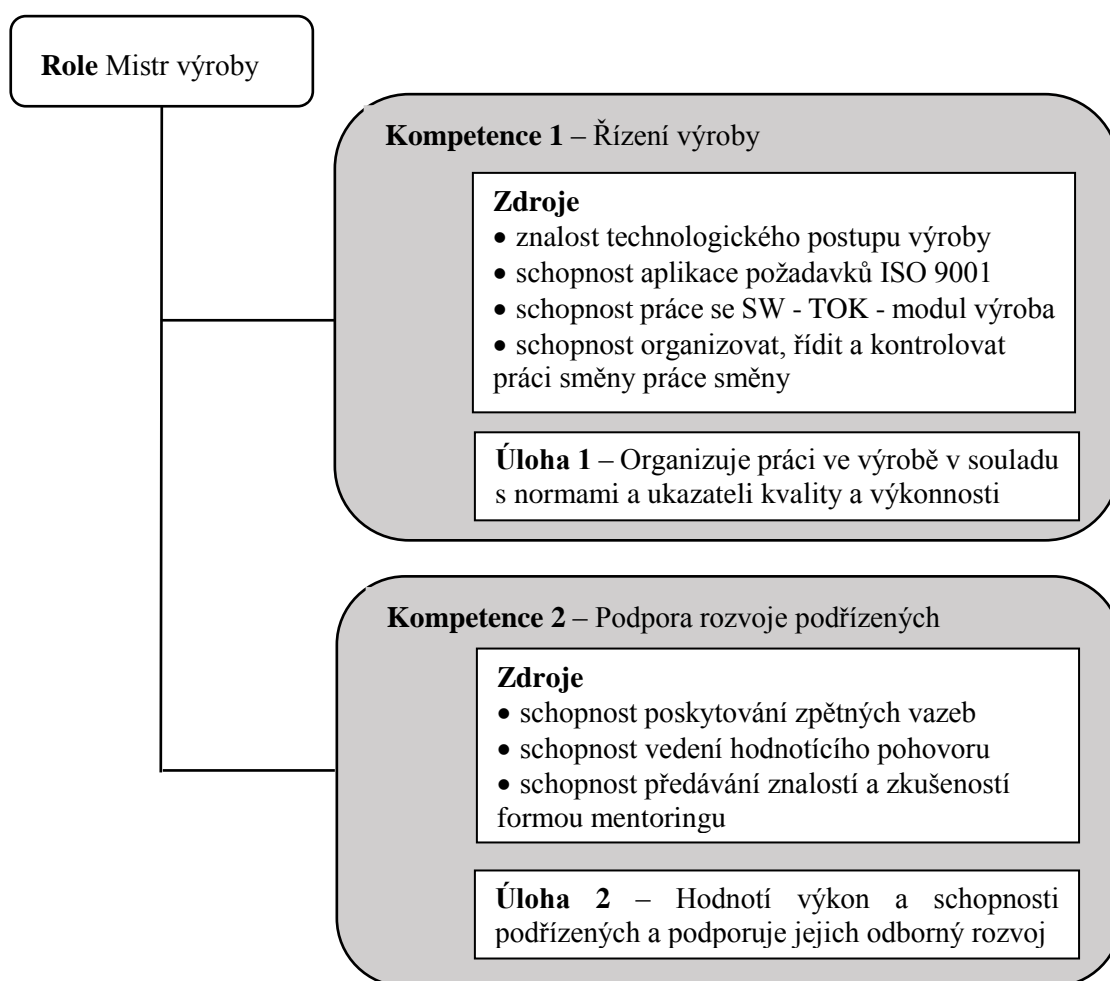 Role Mistr výroby
Kompetence 1 – Řízení výroby
Zdroje
• znalost technologického postupu výroby
• schopnost aplikace požadavků ISO 9001
• schopnost práce se SW - TOK - modul výroba
• schopnost organizovat, řídit a kontrolovat
práci směny práce směny
Úloha 1 – Organizuje práci ve výrobě v souladu
s normami a ukazateli kvality a výkonnosti
Kompetence 2 – Podpora rozvoje podřízených
Zdroje
• schopnost poskytování zpětných vazeb
• schopnost vedení hodnotícího pohovoru
• schopnost předávání znalostí a zkušeností
formou mentoringu
Úloha 2 – Hodnotí výkon a schopnosti
podřízených a podporuje jejich odborný rozvoj